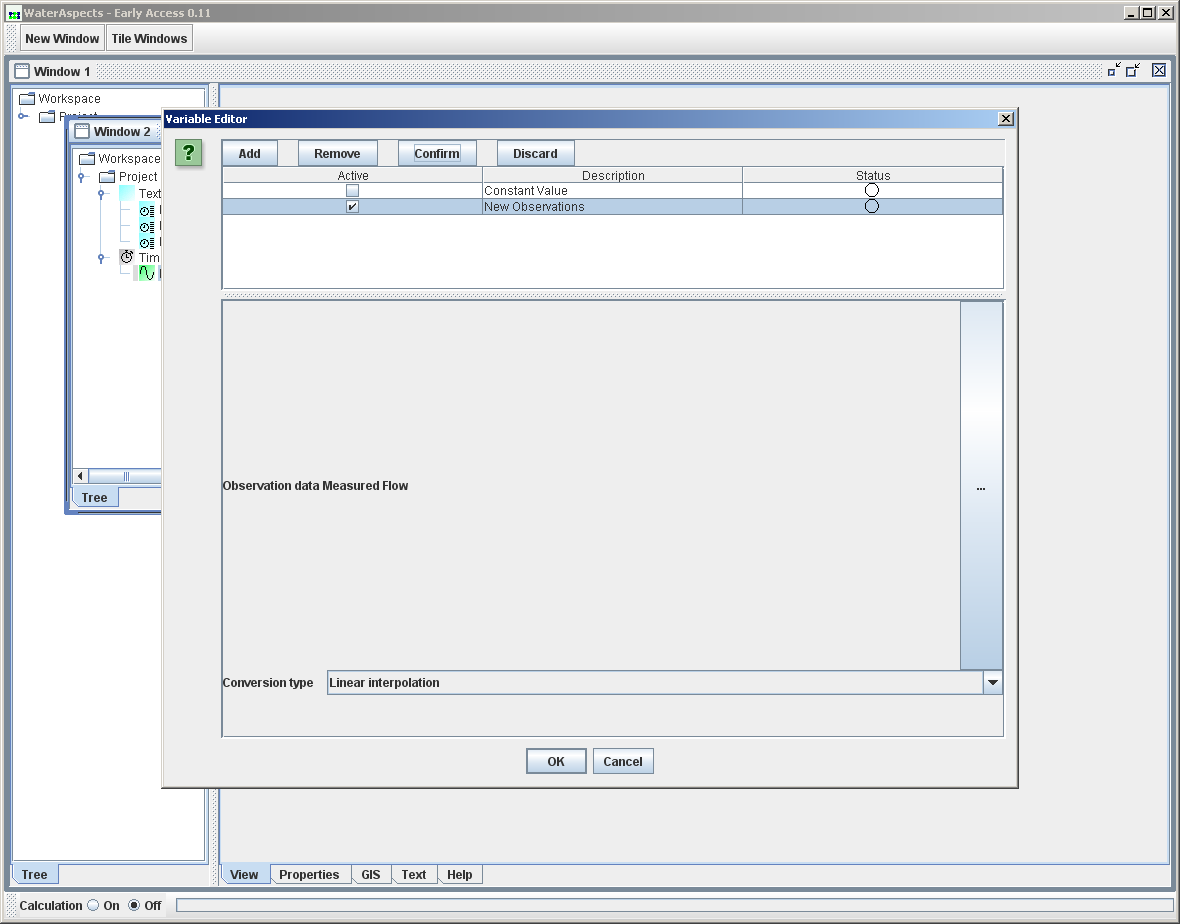 WaterAspects - Early Access 0.11
New Window Tile Windows
Window 1
Workspace
Variable Editor
Window 2
? Add Remove Confirm Discard
Workspace
Project
Active Description Status
Constant Value
New Observations
Text
Tim
Observation data Measured Flow ...
Tree
Conversion type Linear interpolation
OK Cancel
Tree View Properties GIS Text Help
Calculation On Off